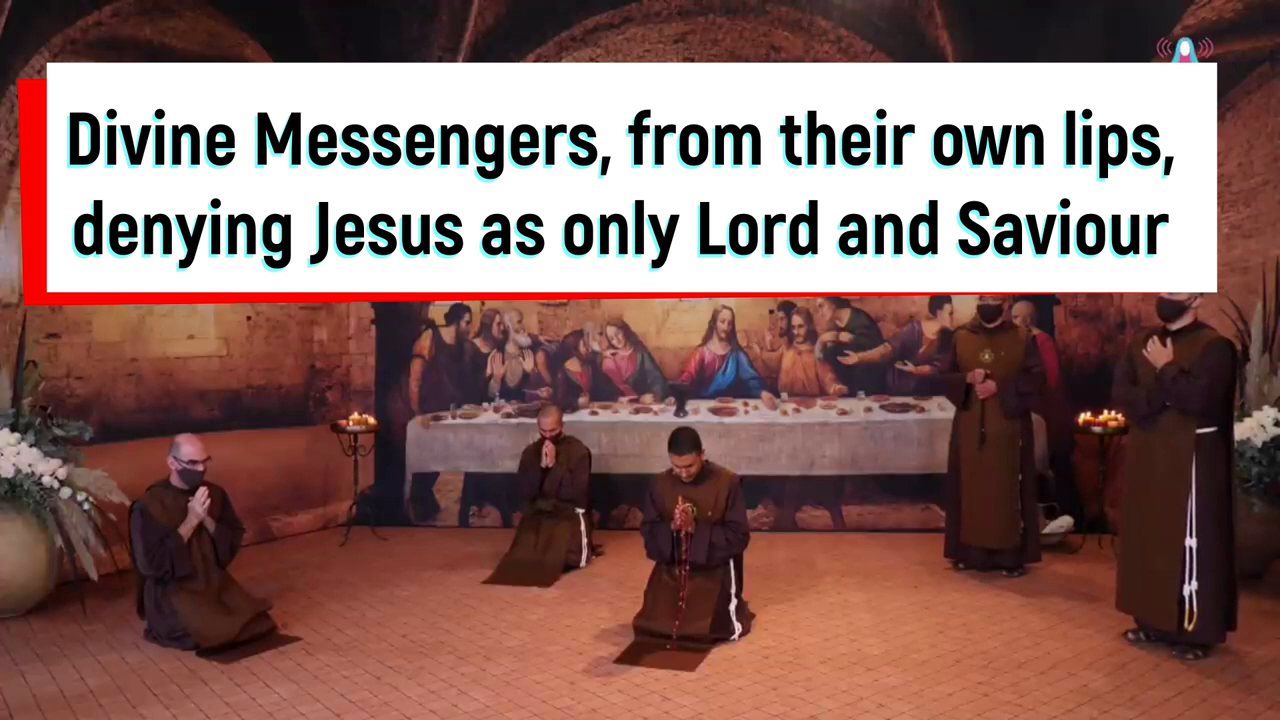 Divine Messengers, from their own lips,
denying Jesus as only Lord and Saviour